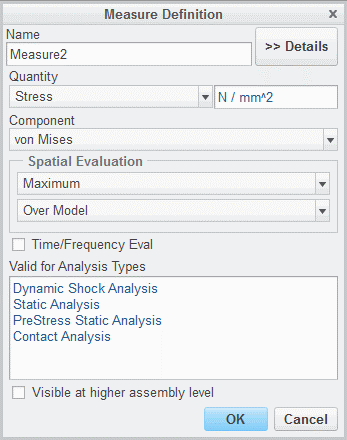 Measure Definition x
Name
Measure2
>> Details
Quantity
Stress
N / mm^2
Component
von Mises
Spatial Evaluation
Maximum
Over Model
Time/Frequency Eval
Valid for Analysis Types
Dynamic Shock Analysis
Static Analysis
PreStress Static Analysis
Contact Analysis
Visible at higher assembly level
OK
Cancel